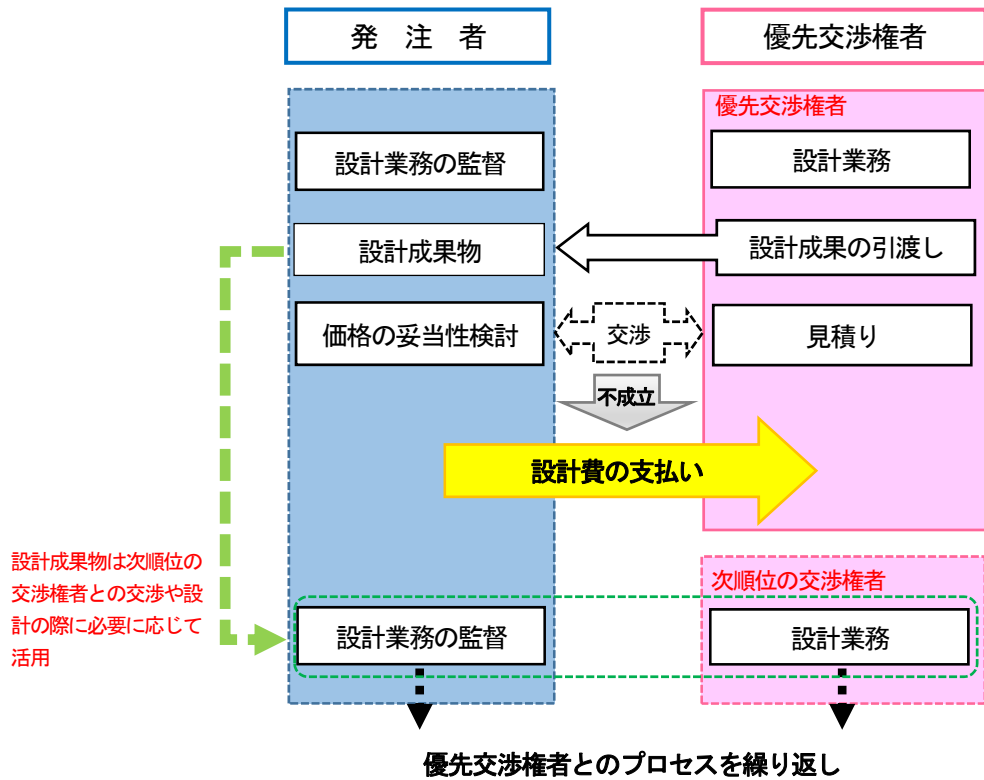 発 注 者
優先交渉権者
優先交渉権者
設計業務の監督
設計業務
設計成果物
設計成果の引渡し
価格の妥当性検討
交渉
見積り
不成立
設計費の支払い
設計成果物は次順位の
交渉権者との交渉や設
計の際に必要に応じて
活用
次順位の交渉権者
設計業務の監督
設計業務
優先交渉権者とのプロセスを繰り返し